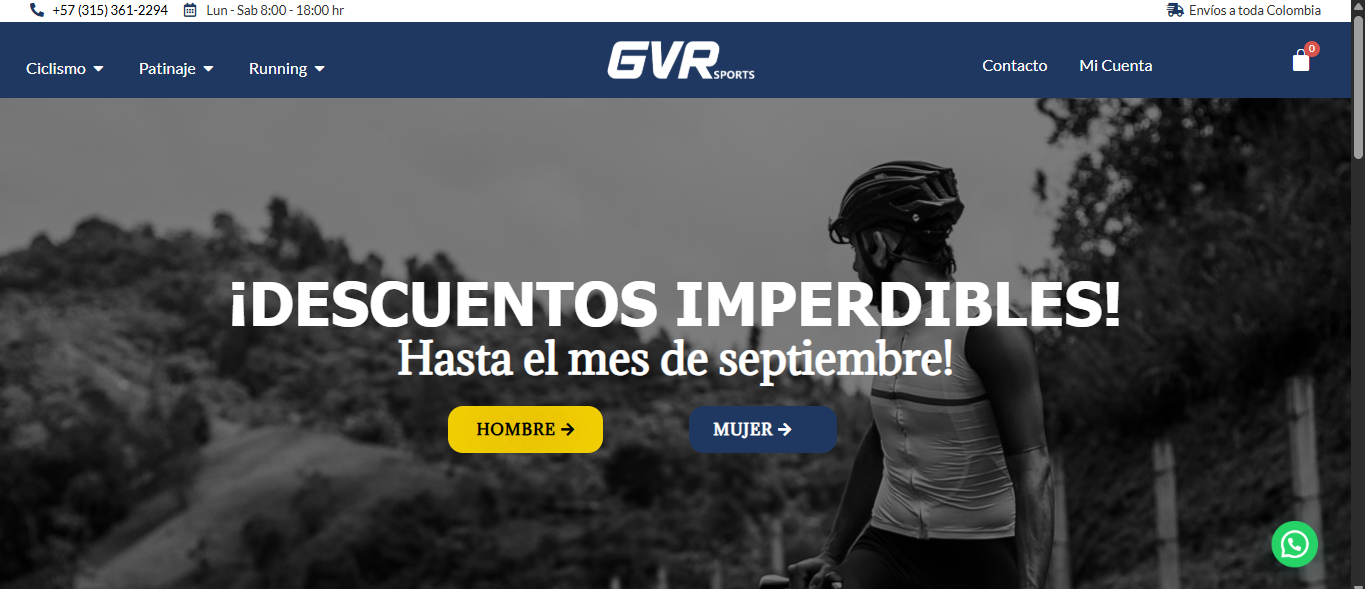 +57 (315) 361-2294 Lun - Sab 8:00 - 18:00 hr Envíos a toda Colombia
Ciclismo Patinaje Running GVR SPORTS Contacto Mi Cuenta 0
¡DESCUENTOS IMPERDIBLES!
Hasta el mes de septiembre!
HOMBRE MUJER